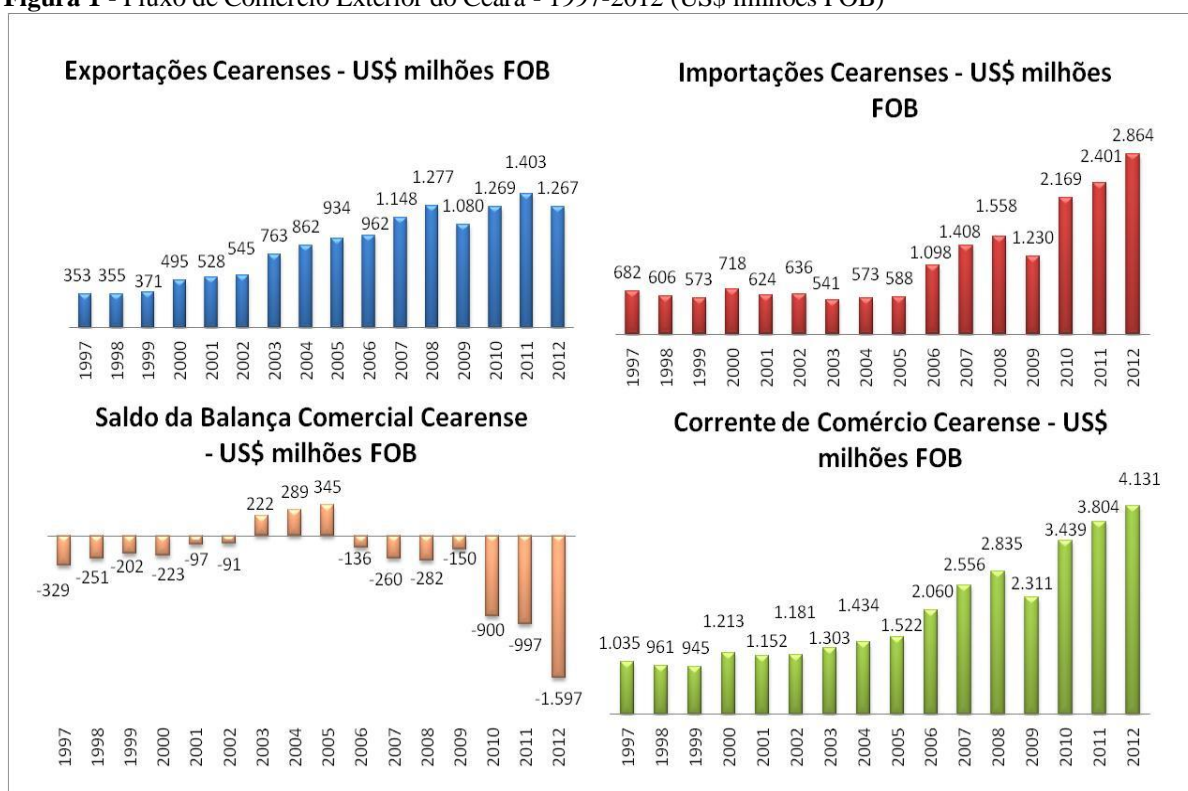 Figura 1 - Fluxo de Comércio Exterior do Ceará - 1997-2012 (US$ milhões FOB)
Exportações Cearenses - US$ milhões FOB
353 355 371 495 528 545 763 862 934 962 1.148 1.277 1.080 1.269 1.403 1.267
1997 1998 1999 2000 2001 2002 2003 2004 2005 2006 2007 2008 2009 2010 2011 2012
Importações Cearenses - US$ milhões
FOB
682 606 573 718 624 636 541 573 588 1.098 1.408 1.558 1.230 2.169 2.401 2.864
1997 1998 1999 2000 2001 2002 2003 2004 2005 2006 2007 2008 2009 2010 2011 2012
Saldo da Balança Comercial Cearense
- US$ milhões FOB
-329 -251 -202 -223 -97 -91 222 289 345 -136 -260 -282 -150 -900 -997 -1.597
1997 1998 1999 2000 2001 2002 2003 2004 2005 2006 2007 2008 2009 2010 2011 2012
Corrente de Comércio Cearense - US$
milhões FOB
1.035 961 945 1.213 1.152 1.181 1.303 1.434 1.522 2.060 2.556 2.835 2.311 3.439 3.804 4.131
1997 1998 1999 2000 2001 2002 2003 2004 2005 2006 2007 2008 2009 2010 2011 2012